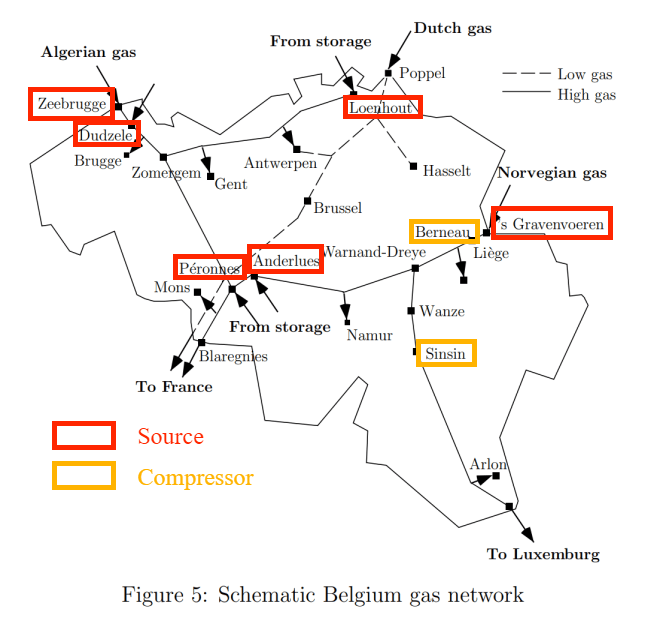 Dutch gas
From storage
Algerian gas
Poppel
Low gas
High gas
Zeebrugge
Loenhout
Dudzele
Brugge
Zomergem
Antwerpen
Gent
Hasselt
Norvegian gas
Brussel
's Gravenvoeren
Berneau
Liège
Warnand-Dreye
Anderlues
Péronnes
Mons
Wanze
From storage
Namur
Blaregnies
Sinsin
To France
Source
Compressor
Arlon
To Luxemburg
Figure 5: Schematic Belgium gas network